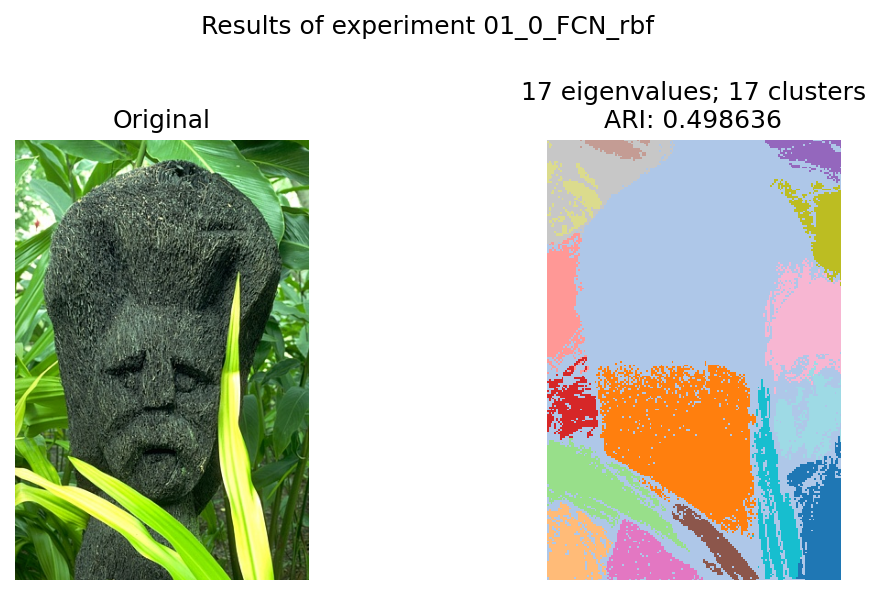 Results of experiment 01_0_FCN_rbf
Original
17 eigenvalues; 17 clusters
ARI: 0.498636